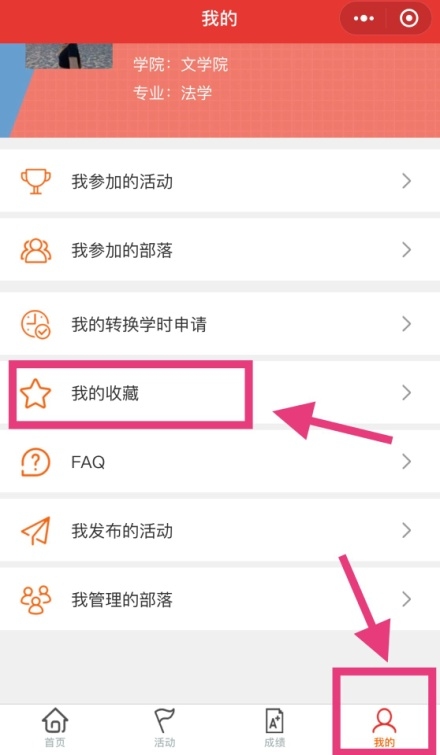 我的
学院：文学院
专业：法学
我参加的活动
我参加的部落
我的转换学时申请
我的收藏
FAQ
我发布的活动
我管理的部落
首页
活动
A+
成绩
我的